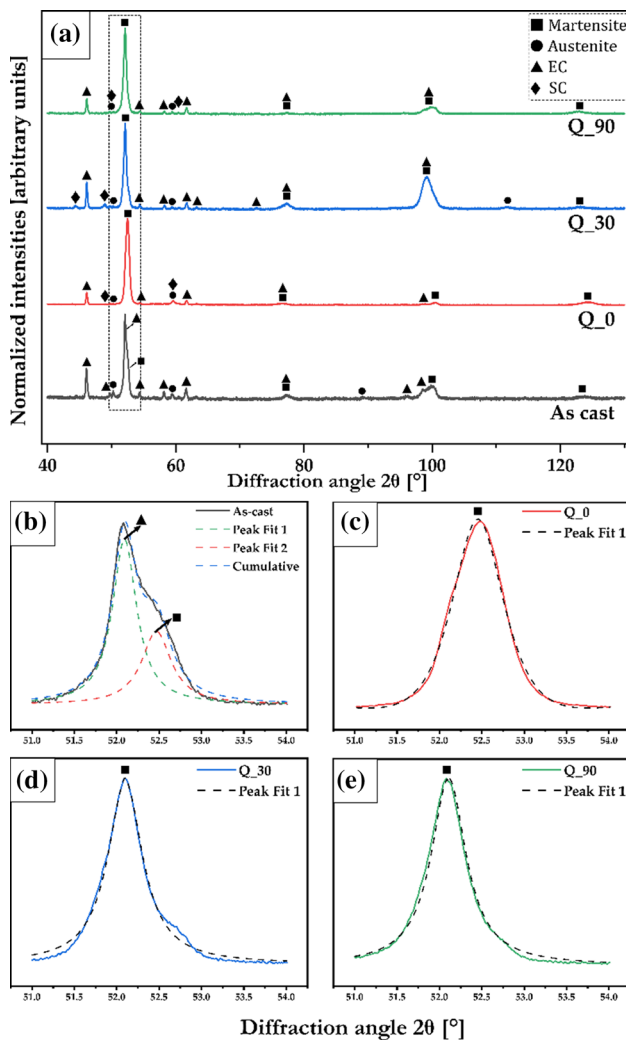 (a)
Martensite
Austenite
EC
SC
Normalized intensities [arbitrary units]
Q_90
Q_30
Q_0
As cast
40 60 80 100 120
Diffraction angle 2θ [°]
(b)
As-cast
Peak Fit 1
Peak Fit 2
Cumulative
51.0 51.5 52.0 52.5 53.0 53.5 54.0
(c)
Q_0
Peak Fit 1
51.0 51.5 52.0 52.5 53.0 53.5 54.0
(d)
Q_30
Peak Fit 1
51.0 51.5 52.0 52.5 53.0 53.5 54.0
(e)
Q_90
Peak Fit 1
51.0 51.5 52.0 52.5 53.0 53.5 54.0
Diffraction angle 2θ [°]